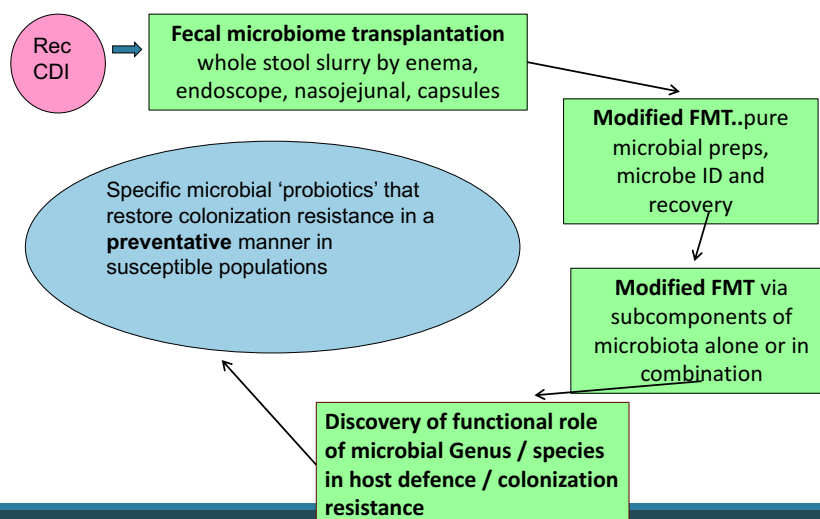 Rec
CDI
Fecal microbiome transplantation
whole stool slurry by enema,
endoscope, nasojejunal, capsules
Modified FMT..pure
microbial preps,
microbe ID and
recovery
Modified FMT via
subcomponents of
microbiota alone or in
combination
Discovery of functional role
of microbial Genus / species
in host defence / colonization
resistance
Specific microbial ‘probiotics’ that
restore colonization resistance in a
preventative manner in
susceptible populations